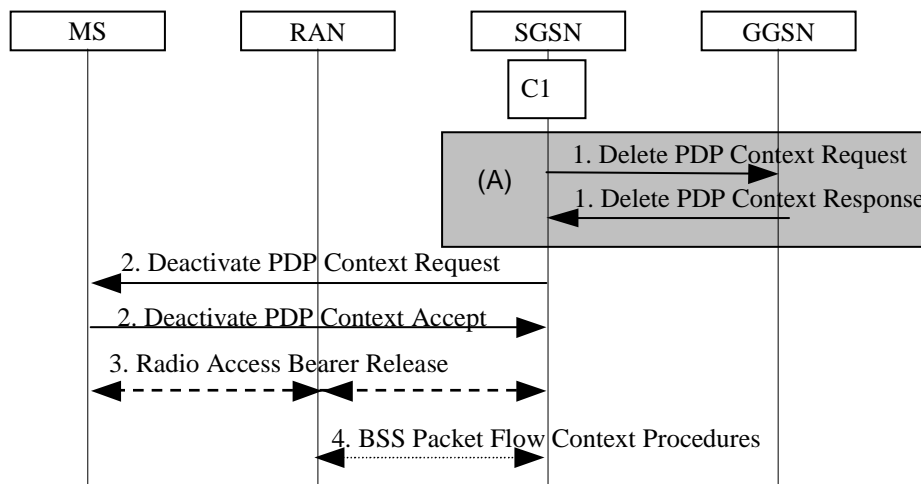 MS
RAN
SGSN
GGSN
C1
(A)
1. Delete PDP Context Request
1. Delete PDP Context Response
2. Deactivate PDP Context Request
2. Deactivate PDP Context Accept
3. Radio Access Bearer Release
4. BSS Packet Flow Context Procedures